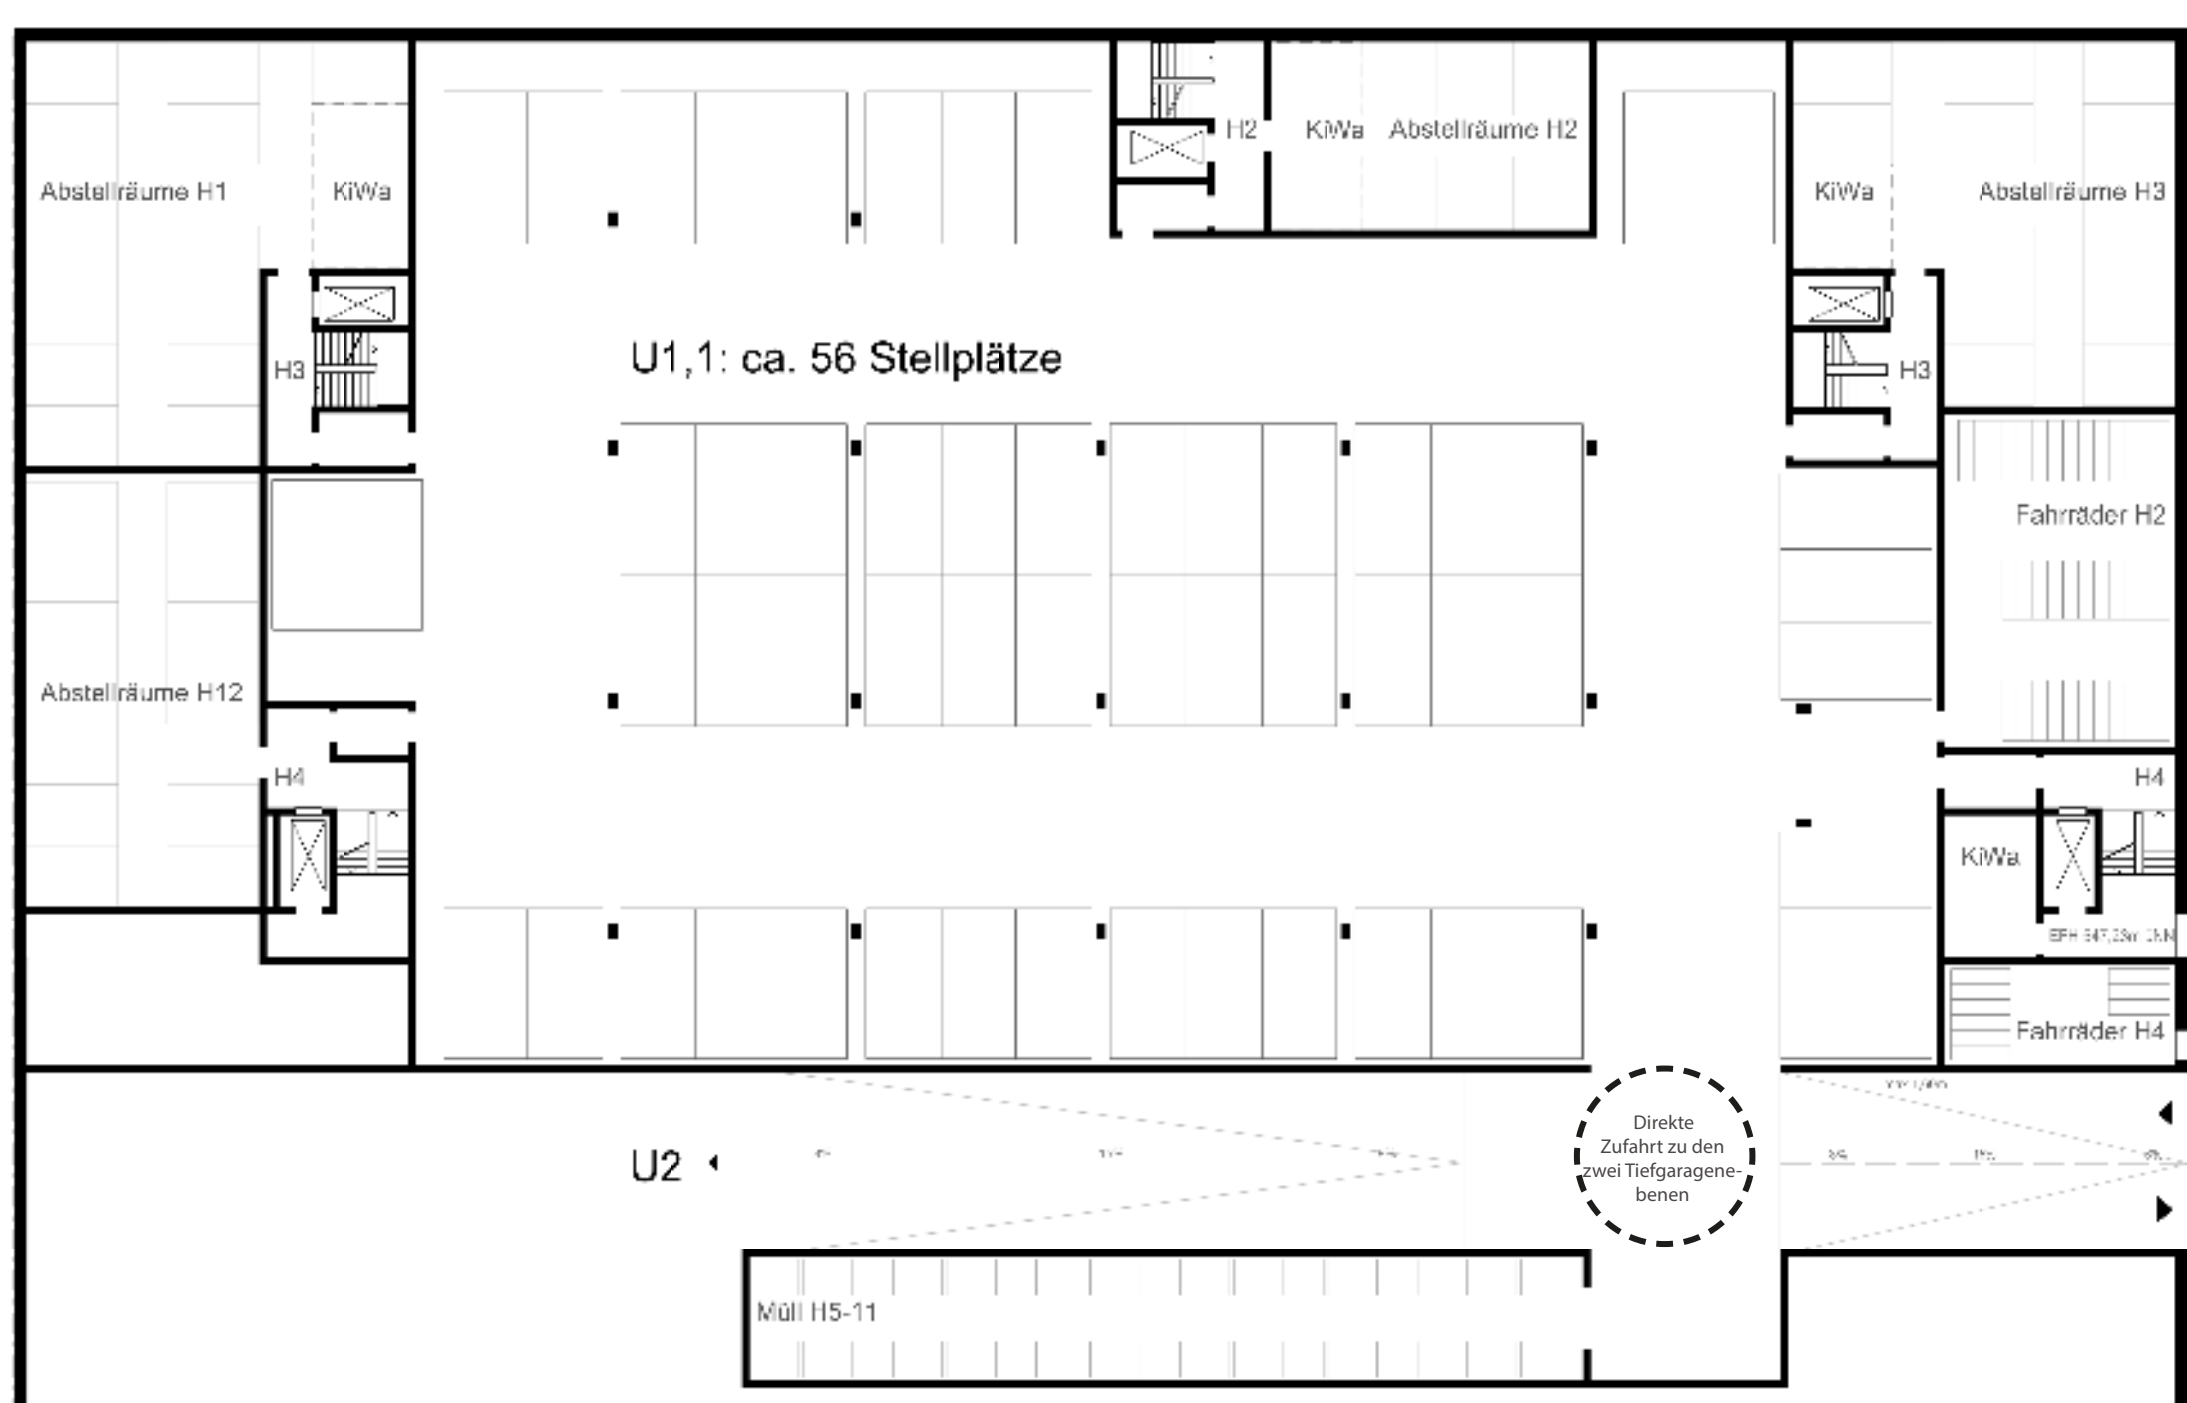 H2
KiWa
Abstellräume H2
Abstellräume H1
KiWa
KiWa
Abstellräume H3
U1,1: ca. 56 Stellplätze
H3
H3
Fahrräder H2
Abstellräume H12
H4
H4
KiWa
Fahrräder H4
Direkte
Zufahrt zu den
zwei Tiefgaragene-
benen
U2
Müll H5-11